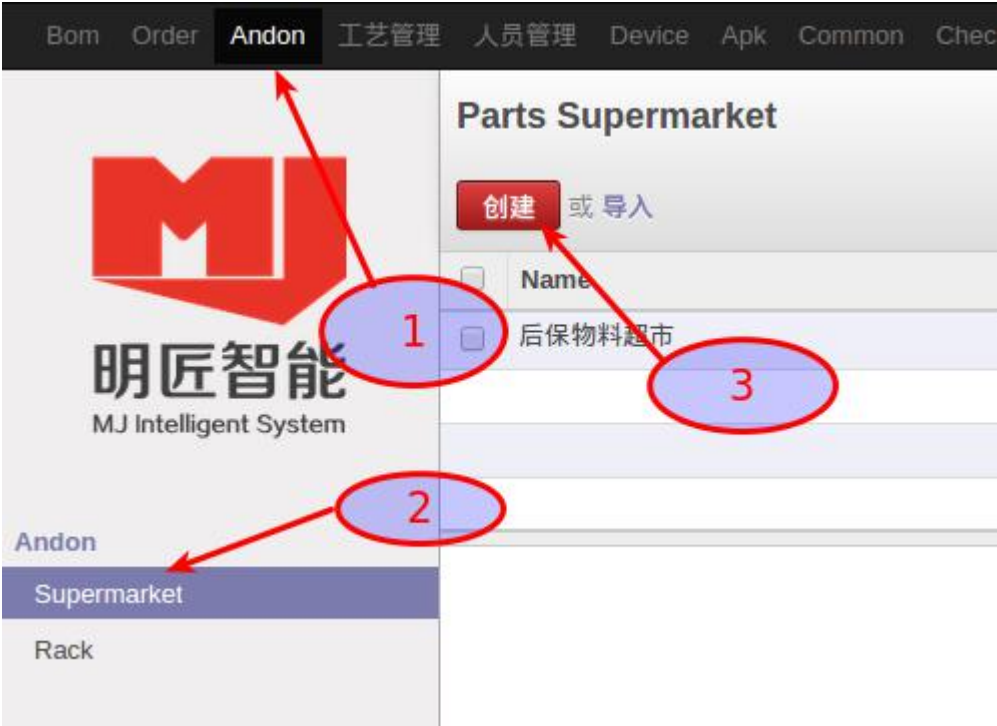 Bom Order Andon 工艺管理 人员管理 Device Apk Common Chec
Parts Supermarket
创建 或 导入
Name
后保物料超市
MJ
明匠智能
MJ Intelligent System
1
2
3
Andon
Supermarket
Rack